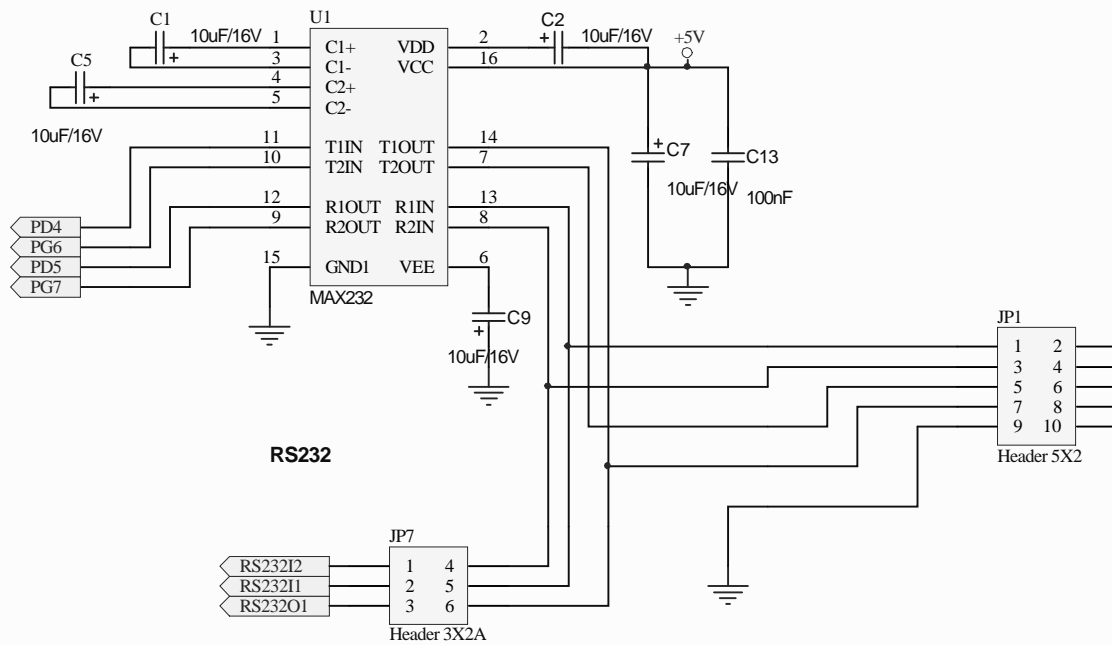 C1
10uF/16V
C5
10uF/16V
U1
1 C1+ VDD 2
3 C1- VCC 16
4 C2+
5 C2-
11 T1IN T1OUT 14
10 T2IN T2OUT 7
12 R1OUT R1IN 13
9 R2OUT R2IN 8
15 GND1 VEE 6
MAX232
C2
+ 10uF/16V
+5V
+ C7
10uF/16V
C13
100nF
+
+
PD4
PG6
PD5
PG7
C9
+
10uF/16V
JP1
1 2
3 4
5 6
7 8
9 10
Header 5X2
RS232
JP7
RS232I2 1 4
RS232I1 2 5
RS232O1 3 6
Header 3X2A